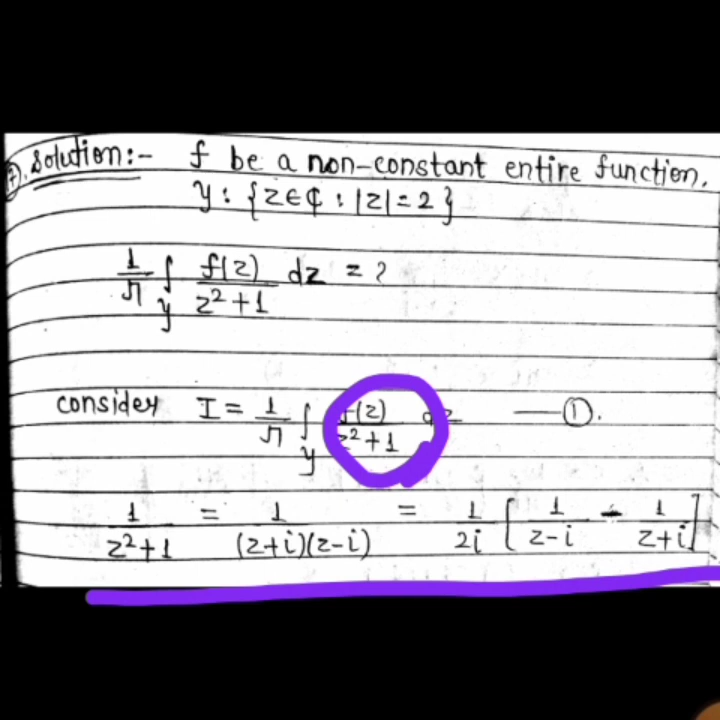 7. Solution:- f be a non-constant entire function.
γ : {z∈ℂ : |z| = 2}
1/π ∫γ f(z)/(z²+1) dz = ?
consider I = 1/π ∫γ f(z)/(z²+1) dz —①.
1/(z²+1) = 1/((z+i)(z-i)) = 1/2i [1/(z-i) - 1/(z+i)]